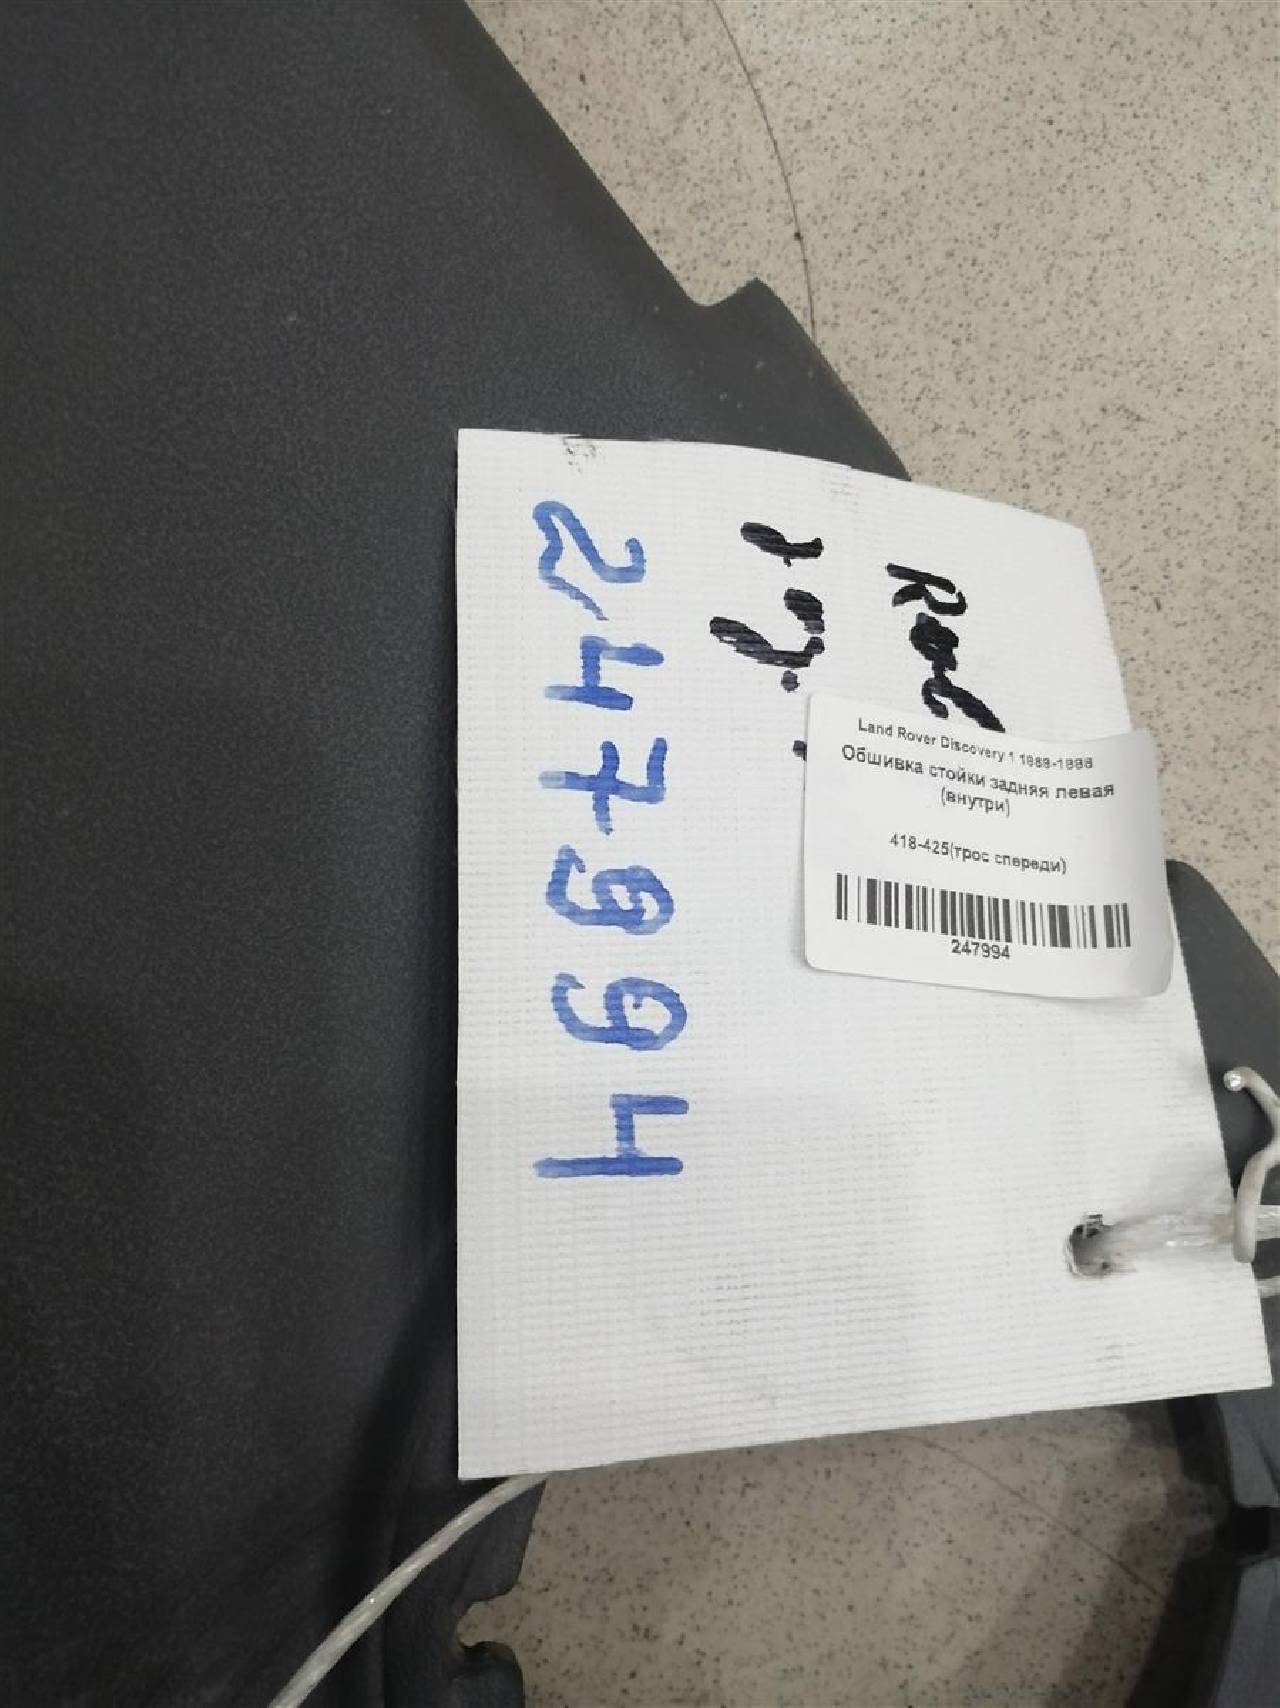 247994
Land Rover Discovery 1 1989-1998
Обшивка стойки задняя левая
(внутри)
418-425(трос спереди)
247994